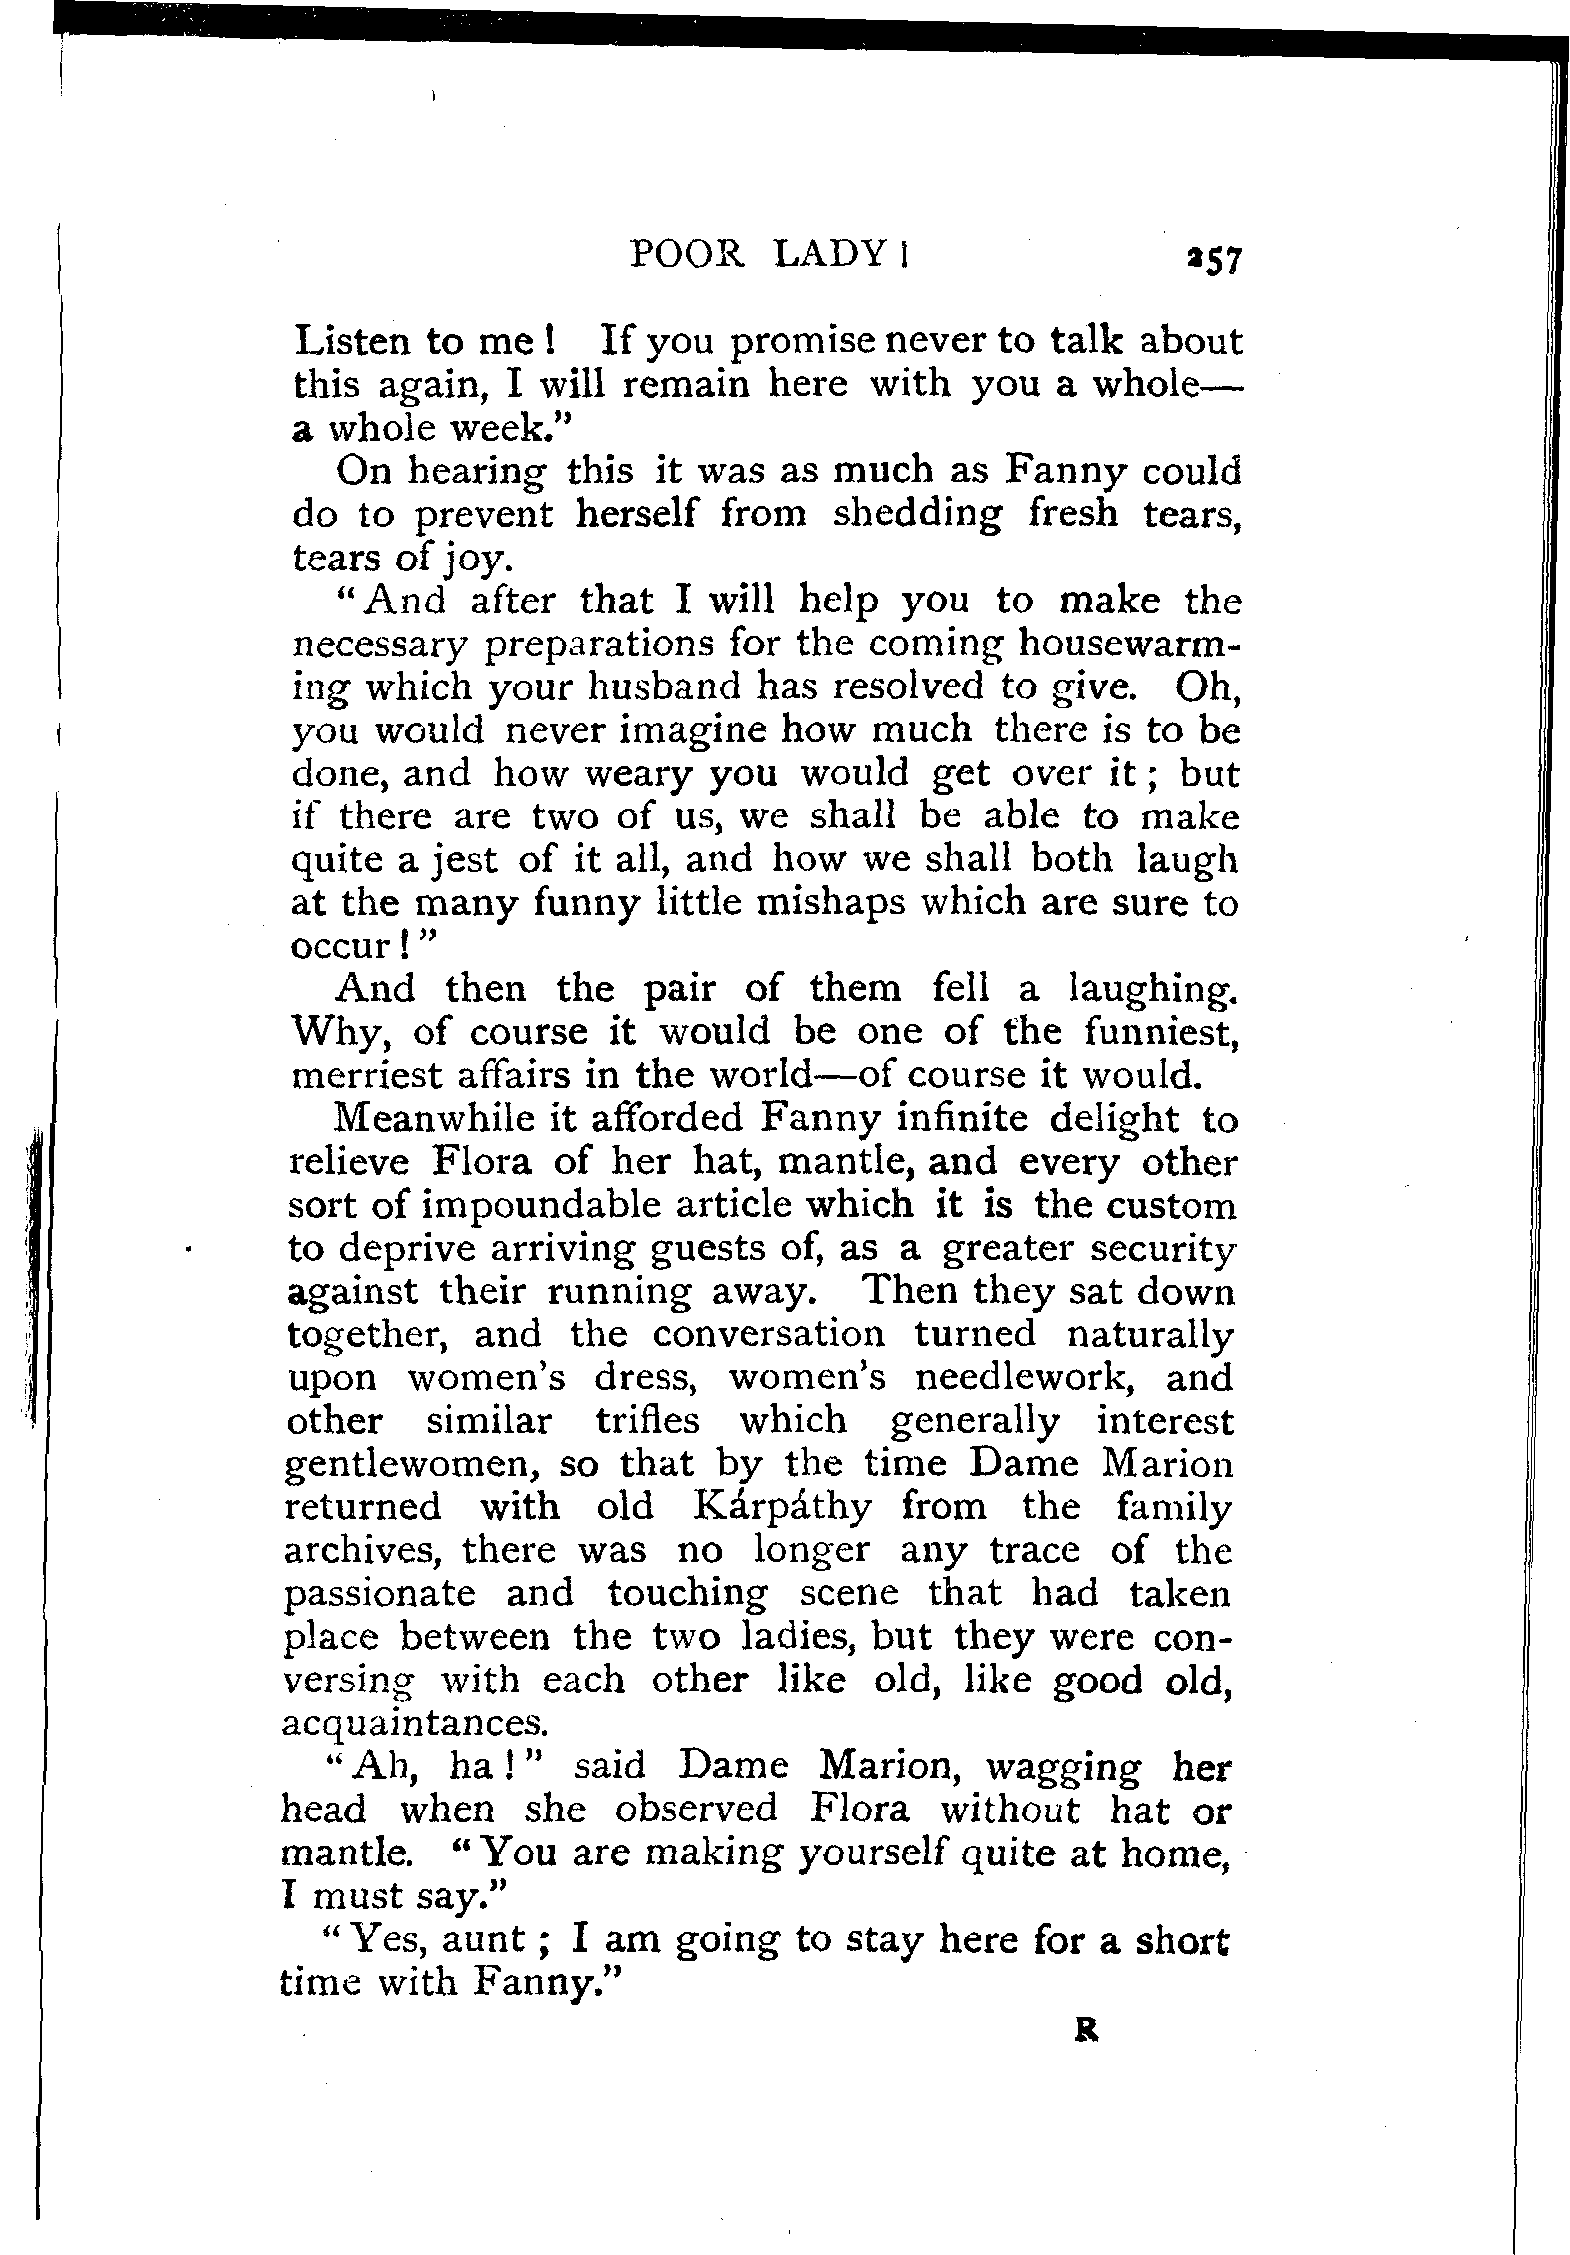 POOR LADY! 257
Listen to me! If you promise never to talk about
this again, I will remain here with you a whole—
a whole week."
On hearing this it was as much as Fanny could
do to prevent herself from shedding fresh tears,
tears of joy.
"And after that I will help you to make the
necessary preparations for the coming housewarm-
ing which your husband has resolved to give. Oh,
you would never imagine how much there is to be
done, and how weary you would get over it; but
if there are two of us, we shall be able to make
quite a jest of it all, and how we shall both laugh
at the many funny little mishaps which are sure to
occur!"
And then the pair of them fell a laughing.
Why, of course it would be one of the funniest,
merriest affairs in the world—of course it would.
Meanwhile it afforded Fanny infinite delight to
relieve Flora of her hat, mantle, and every other
sort of impoundable article which it is the custom
to deprive arriving guests of, as a greater security
against their running away. Then they sat down
together, and the conversation turned naturally
upon women's dress, women's needlework, and
other similar trifles which generally interest
gentlewomen, so that by the time Dame Marion
returned with old Kárpáthy from the family
archives, there was no longer any trace of the
passionate and touching scene that had taken
place between the two ladies, but they were con-
versing with each other like old, like good old,
acquaintances.
"Ah, ha!" said Dame Marion, wagging her
head when she observed Flora without hat or
mantle. "You are making yourself quite at home,
I must say."
"Yes, aunt; I am going to stay here for a short
time with Fanny."
R